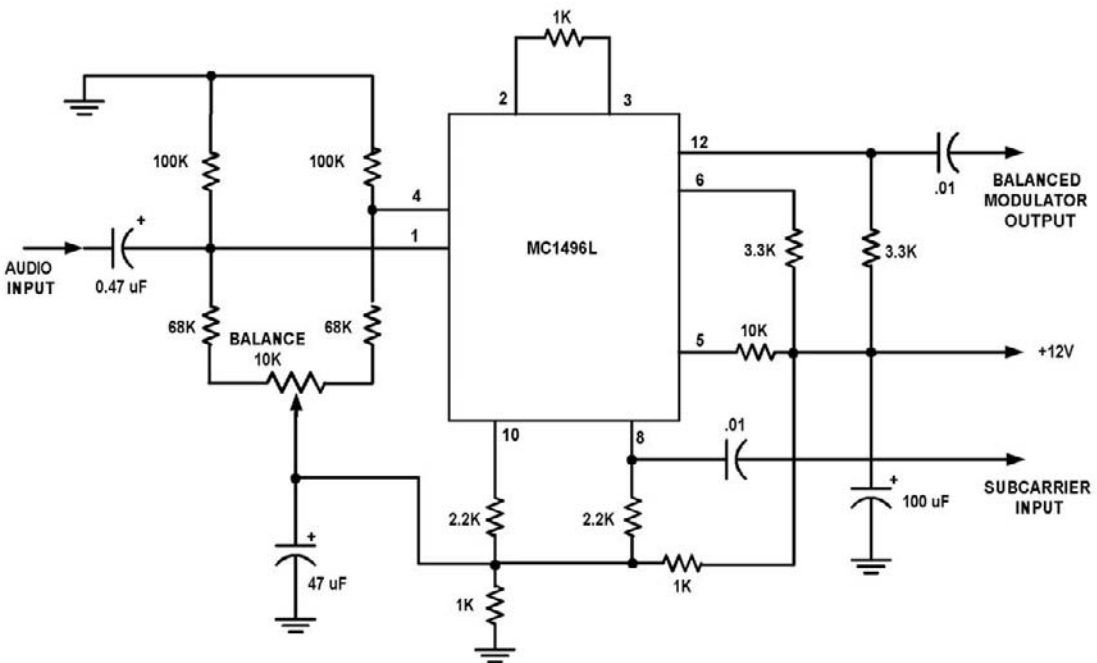 1K
2
3
12
100K
100K
.01
BALANCED
MODULATOR
OUTPUT
6
4
+
1
MC1496L
3.3K
3.3K
AUDIO
INPUT
0.47 uF
68K
68K
BALANCE
10K
5
10K
+12V
10
8
.01
+
100 uF
SUBCARRIER
INPUT
2.2K
2.2K
+
47 uF
1K
1K